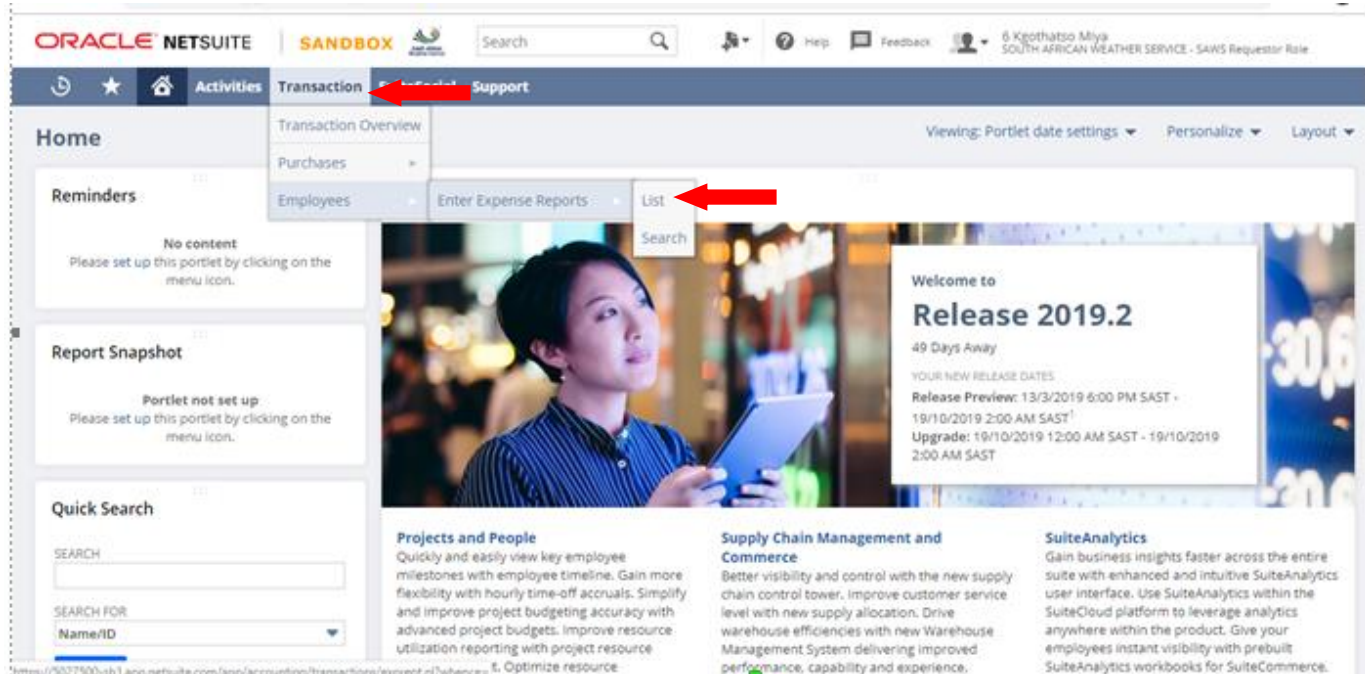 ORACLE NETSUITE SANDBOX Search Help Feedback 6 Kgothatso Miya
SOUTH AFRICAN WEATHER SERVICE - SAWS Requestor Role
Activities Transaction Support
Home
Transaction Overview
Purchases
Employees
Enter Expense Reports
List
Search
Viewing: Portlet date settings Personalize Layout
Reminders
No content
Please set up this portlet by clicking on the
menu icon.
Report Snapshot
Portlet not set up
Please set up this portlet by clicking on the
menu icon.
Quick Search
SEARCH
SEARCH FOR
Name/ID
Welcome to
Release 2019.2
49 Days Away
YOUR NEW RELEASE DATES
Release Preview: 13/3/2019 6:00 PM SAST -
19/10/2019 2:00 AM SAST1
Upgrade: 19/10/2019 12:00 AM SAST - 19/10/2019
2:00 AM SAST
-30,6
Projects and People
Quickly and easily view key employee
milestones with employee timeline. Gain more
flexibility with hourly time-off accruals. Simplify
and improve project budgeting accuracy with
advanced project budgets. Improve resource
utilization reporting with project resource
t. Optimize resource
Supply Chain Management and
Commerce
Better visibility and control with the new supply
chain control tower. Improve customer service
level with new supply allocation. Drive
warehouse efficiencies with new Warehouse
Management System delivering improved
performance, capability and experience.
SuiteAnalytics
Gain business insights faster across the entire
suite with enhanced and intuitive SuiteAnalytics
user interface. Use SuiteAnalytics within the
SuiteCloud platform to leverage analytics
anywhere within the product. Give your
employees instant visibility with prebuilt
SuiteAnalytics workbooks for SuiteCommerce.